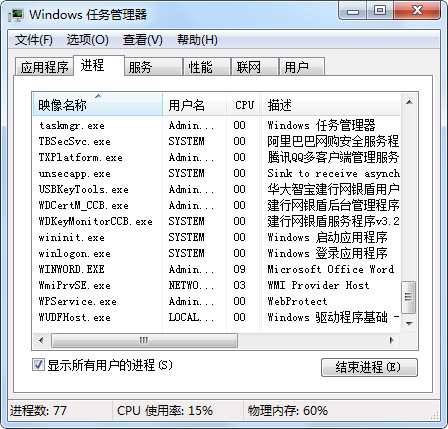 Windows 任务管理器
文件(F) 选项(O) 查看(V) 帮助(H)
应用程序 进程 服务 性能 联网 用户
映像名称 用户名 CPU 描述
taskmgr.exe Admin... 00 Windows 任务管理器
TBSecSvc.exe SYSTEM 00 阿里巴巴网购安全服务程
TXPlatform.exe Admin... 00 腾讯QQ多客户端管理服务
unsecapp.exe SYSTEM 00 Sink to receive asynch
USBKeyTools.exe Admin... 00 华大智宝建行网银盾用户
WDCertM_CCB.exe Admin... 00 建行网银盾后台管理程序
WDKeyMonitorCCB.exe SYSTEM 00 建行网银盾服务程序v3.2
wininit.exe SYSTEM 00 Windows 启动应用程序
winlogon.exe SYSTEM 00 Windows 登录应用程序
WINWORD.EXE Admin... 09 Microsoft Office Word
WmiPrvSE.exe NETWO... 03 WMI Provider Host
WPService.exe Admin... 00 WebProtect
WUDFHost.exe LOCAL... 00 Windows 驱动程序基础 -
显示所有用户的进程(S) 结束进程(E)
进程数: 77 CPU 使用率: 15% 物理内存: 60%